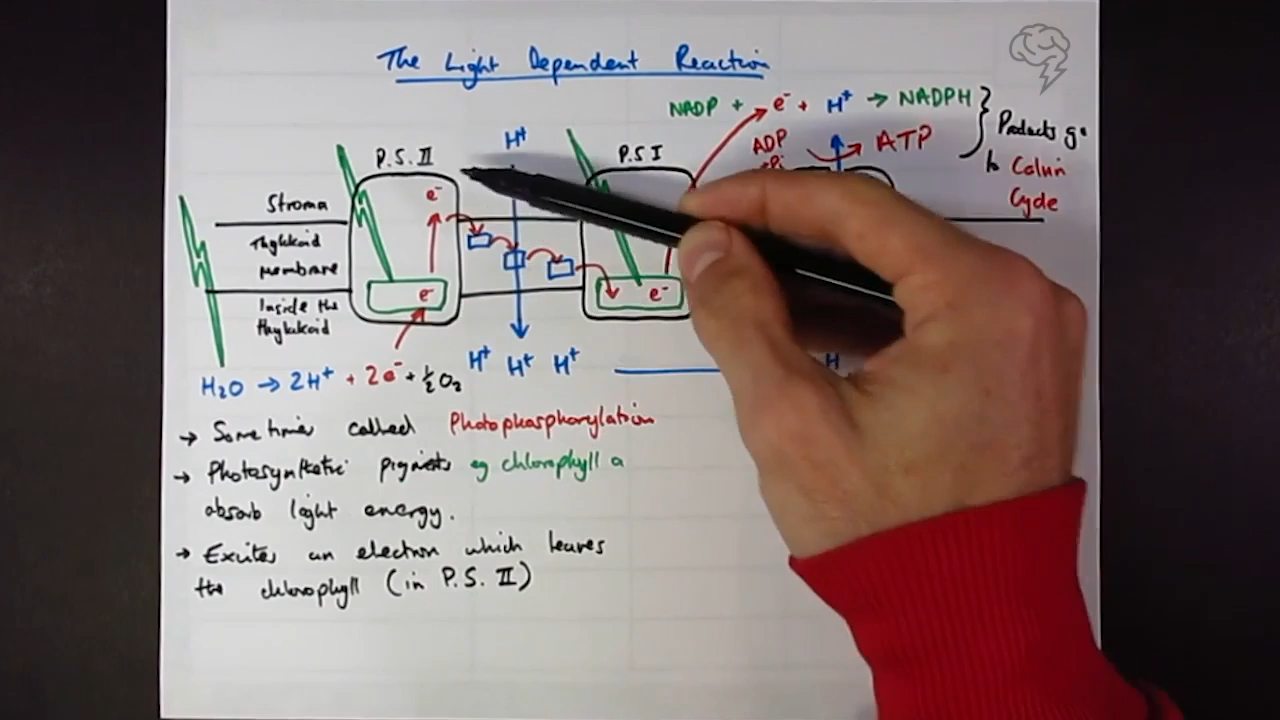 The Light Dependent Reaction
NADP + e⁻ + H⁺ → NADPH
Products go
to Calvin
Cycle
ADP
+Pi
ATP
H⁺
P.S. II
P.S I
e⁻
Stroma
Thylakoid
Membrane
Inside the
Thylakoid
e⁻
e⁻
H⁺ H⁺ H⁺
H
H₂O → 2H⁺ + 2e⁻ + ½O₂
→ Sometimes called Photophosphorylation
→ Photosynthetic pigments eg chlorophyll a
absorb light energy.
→ Excites an electron which leaves
the chlorophyll (in P.S. II)